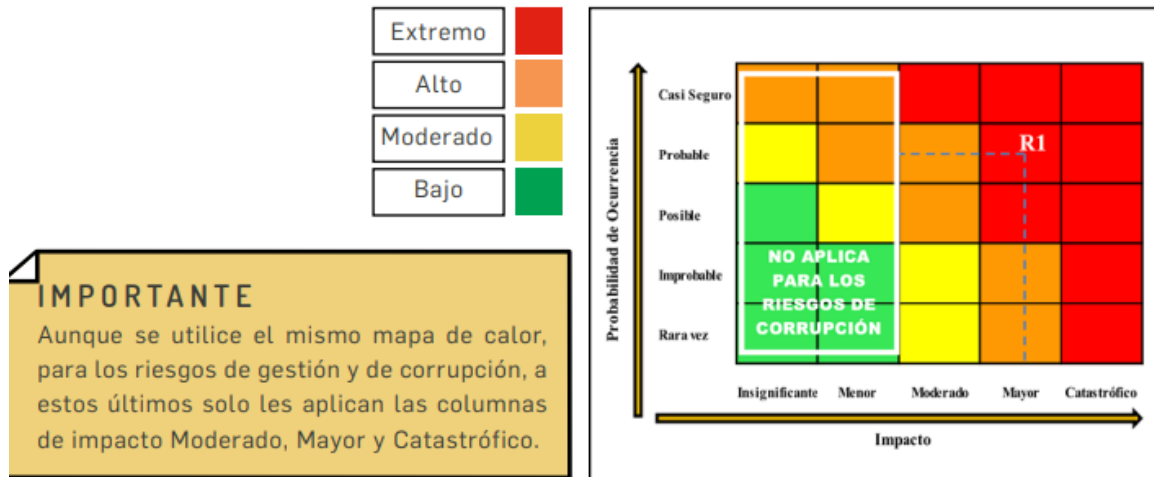 Extremo
Alto
Moderado
Bajo
IMPORTANTE
Aunque se utilice el mismo mapa de calor,
para los riesgos de gestión y de corrupción, a
estos últimos solo les aplican las columnas
de impacto Moderado, Mayor y Catastrófico.
Probabilidad de Ocurrencia
Casi Seguro
Probable
Posible
Improbable
Rara vez
R1
NO APLICA
PARA LOS
RIESGOS DE
CORRUPCIÓN
Insignificante Menor Moderado Mayor Catastrófico
Impacto